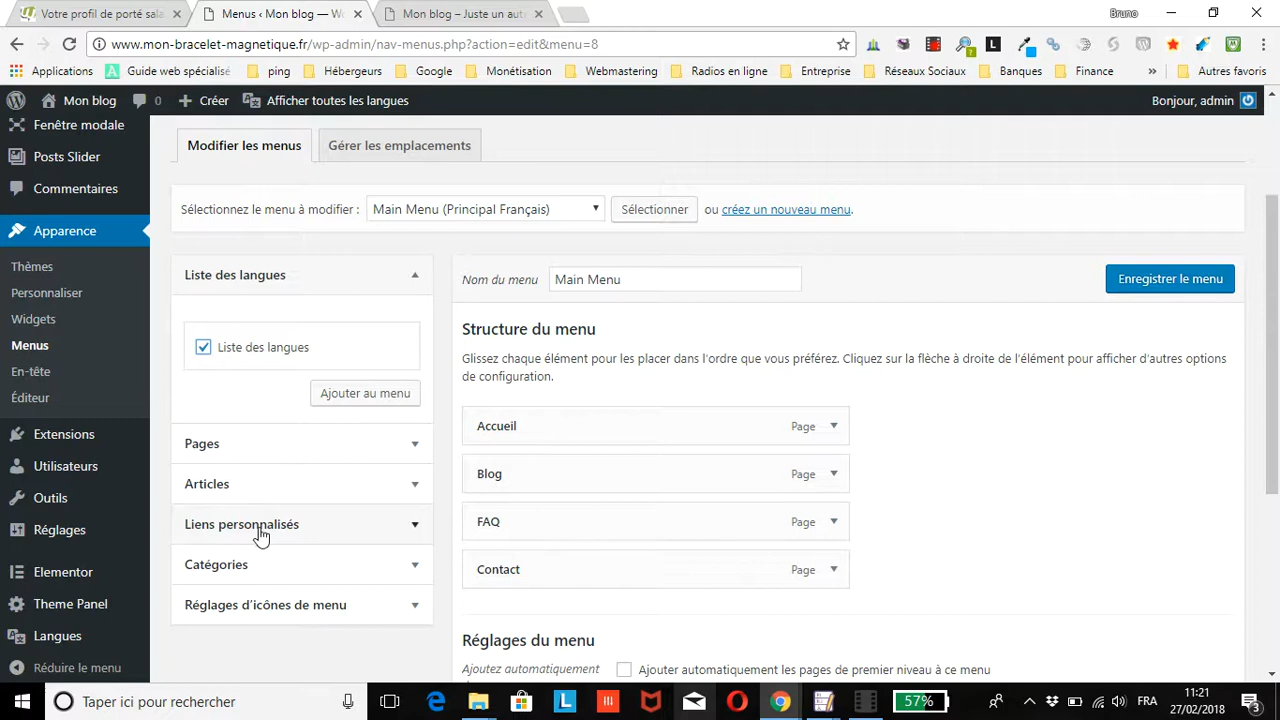 Votre profil de porté sala
Menus ‹ Mon blog — Wo
Mon blog – Juste un autr
Bruno
www.mon-bracelet-magnetique.fr/wp-admin/nav-menus.php?action=edit&menu=8
Applications
Guide web spécialisé
ping
Hébergeurs
Google
Monétisation
Webmastering
Radios en ligne
Entreprise
Réseaux Sociaux
Banques
Finance
»
Autres favoris
Mon blog
0
Créer
Afficher toutes les langues
Bonjour, admin
Fenêtre modale
Posts Slider
Commentaires
Apparence
Thèmes
Personnaliser
Widgets
Menus
En-tête
Éditeur
Extensions
Utilisateurs
Outils
Réglages
Elementor
Theme Panel
Langues
Réduire le menu
Modifier les menus
Gérer les emplacements
Sélectionnez le menu à modifier : Main Menu (Principal Français) Sélectionner ou créez un nouveau menu.
Liste des langues
Liste des langues
Ajouter au menu
Pages
Articles
Liens personnalisés
Catégories
Réglages d’icônes de menu
Nom du menu Main Menu
Enregistrer le menu
Structure du menu
Glissez chaque élément pour les placer dans l’ordre que vous préférez. Cliquez sur la flèche à droite de l’élément pour afficher d’autres options
de configuration.
Accueil Page
Blog Page
FAQ Page
Contact Page
Réglages du menu
Ajoutez automatiquement Ajouter automatiquement les pages de premier niveau à ce menu
Taper ici pour rechercher
57%
FRA
11:21
27/02/2018
3